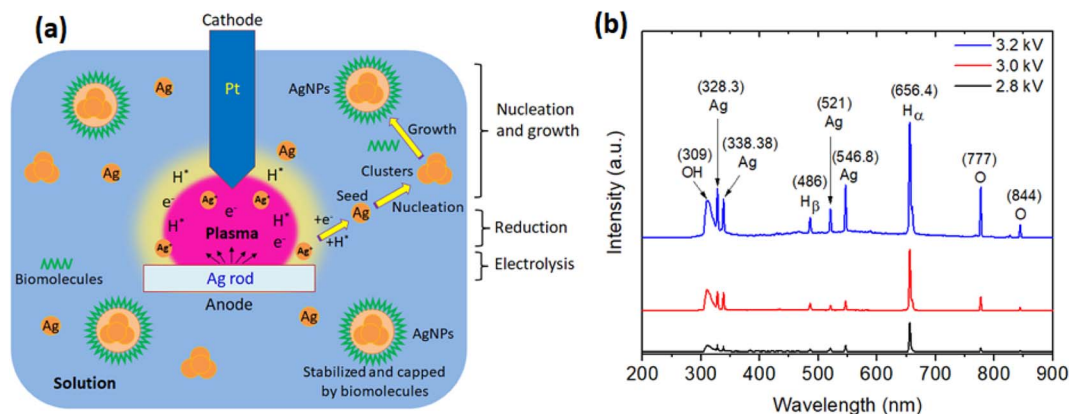 (a)
Cathode
Pt
Ag
AgNPs
Nucleation
and growth
Growth
Ag
H*
Clusters
Ag
e-
Ag+
e-
Ag+
H*
Seed
Ag
Nucleation
H*
H*
+e-
Reduction
Plasma
e-
Ag+
Ag+
+H*
Electrolysis
Biomolecules
Ag rod
Anode
Ag
Ag
AgNPs
Solution
Stabilized and capped
by biomolecules
(b)
3.2 kV
3.0 kV
2.8 kV
(328.3)
Ag
(309)
OH
(338.38)
Ag
(486)
Hβ
(521)
Ag
(546.8)
Ag
(656.4)
Hα
(777)
O
(844)
O
Intensity (a.u.)
200 300 400 500 600 700 800 900
Wavelength (nm)